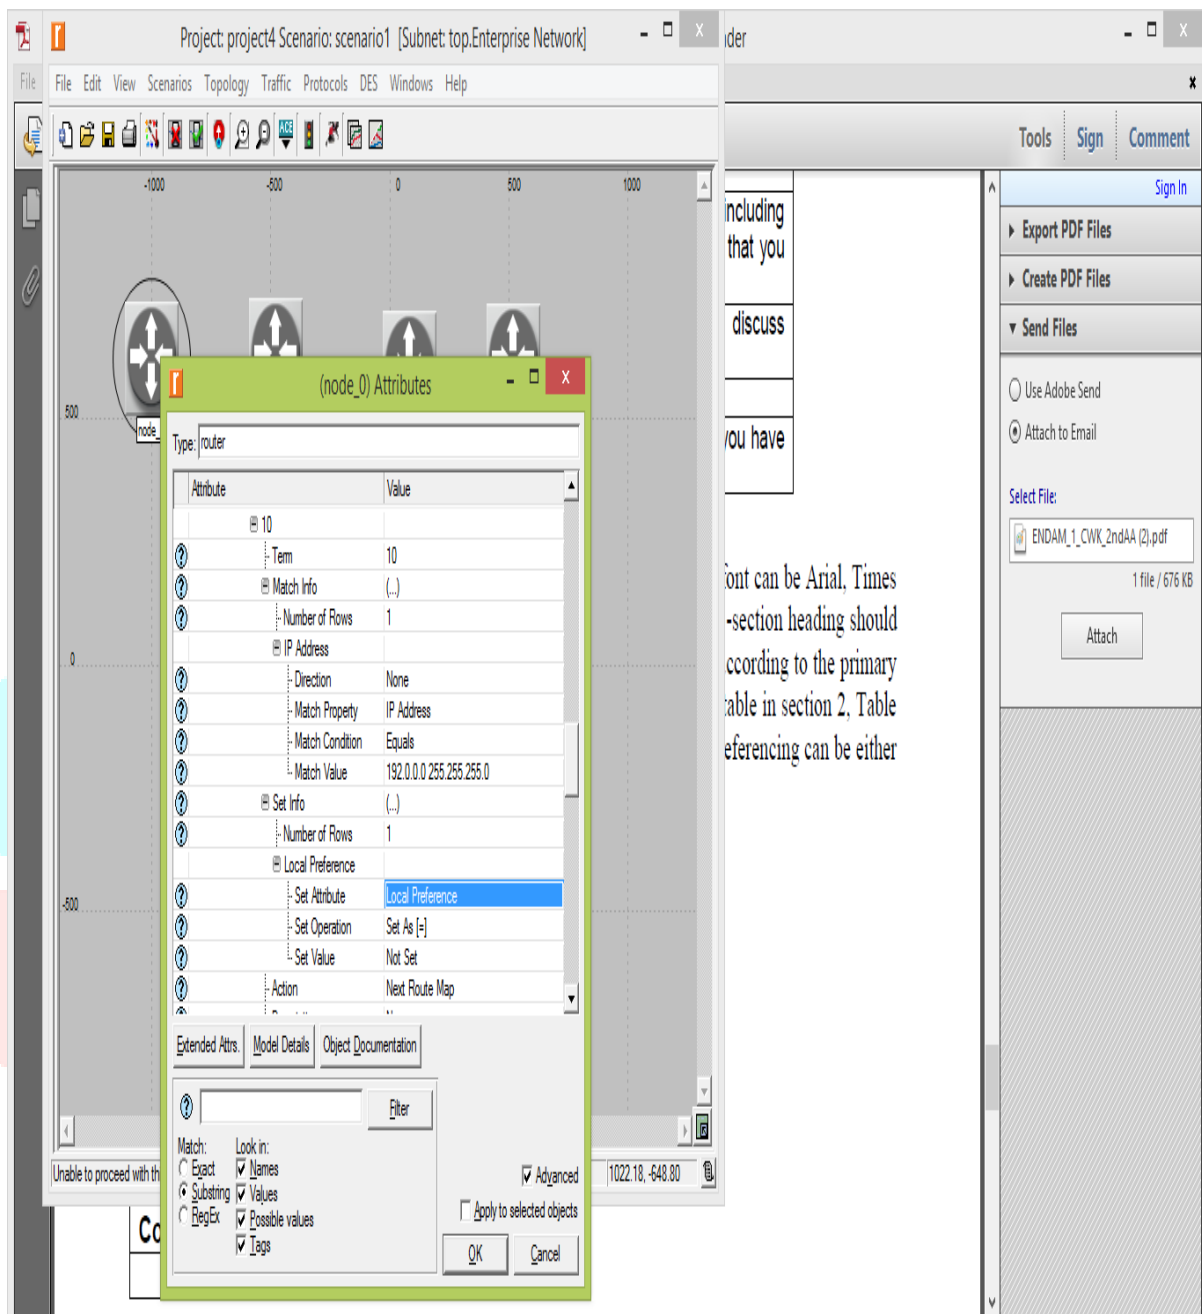 Project: project4 Scenario: scenario1 [Subnet: top.Enterprise Network]
der
File
File Edit View Scenarios Topology Traffic Protocols DES Windows Help
ACE
Tools Sign Comment
-1000 -500 0 500 1000
Sign In
including
that you
Export PDF Files
Create PDF Files
discuss
Send Files
(node_0) Attributes
Use Adobe Send
500
node_
you have
Attach to Email
Type: router
Attribute Value
Select File:
10
ENDAM_1_CWK_2ndAA (2).pdf
Term 10
font can be Arial, Times
1 file / 676 KB
Match Info (...)
Number of Rows 1
-section heading should
Attach
IP Address
0
according to the primary
Direction None
Match Property IP Address
table in section 2, Table
Match Condition Equals
eferencing can be either
Match Value 192.0.0.0 255.255.255.0
Set Info (...)
Number of Rows 1
Local Preference
-500
Set Attribute Local Preference
Set Operation Set As [=]
Set Value Not Set
Action Next Route Map
Extended Attrs. Model Details Object Documentation
Filter
Match: Look in:
Exact Names
Substring Values
RegEx Possible values
Tags
Unable to proceed with th
Advanced
1022.18, -648.80
Apply to selected objects
Co
OK Cancel